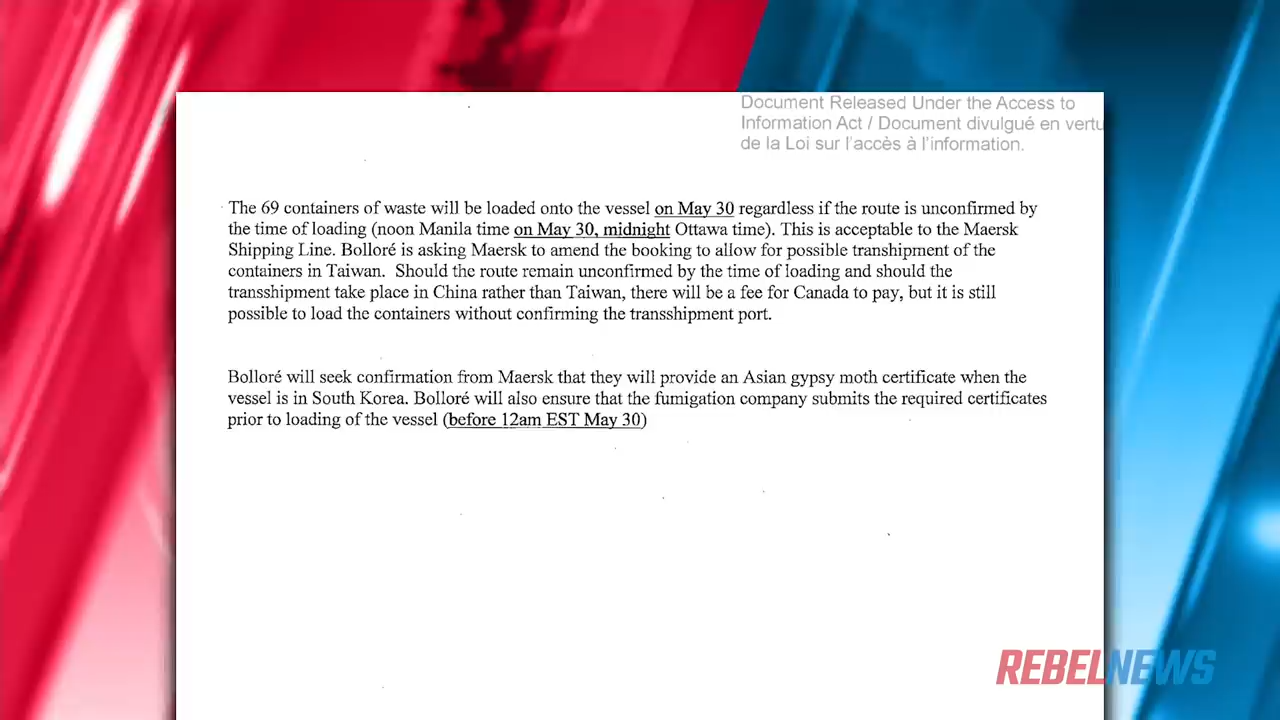 Document Released Under the Access to
Information Act / Document divulgué en vertu
de la Loi sur l'accès à l'information.
The 69 containers of waste will be loaded onto the vessel on May 30 regardless if the route is unconfirmed by
the time of loading (noon Manila time on May 30, midnight Ottawa time). This is acceptable to the Maersk
Shipping Line. Bolloré is asking Maersk to amend the booking to allow for possible transhipment of the
containers in Taiwan. Should the route remain unconfirmed by the time of loading and should the
transshipment take place in China rather than Taiwan, there will be a fee for Canada to pay, but it is still
possible to load the containers without confirming the transshipment port.
Bolloré will seek confirmation from Maersk that they will provide an Asian gypsy moth certificate when the
vessel is in South Korea. Bolloré will also ensure that the fumigation company submits the required certificates
prior to loading of the vessel (before 12am EST May 30)
REBELNEWS